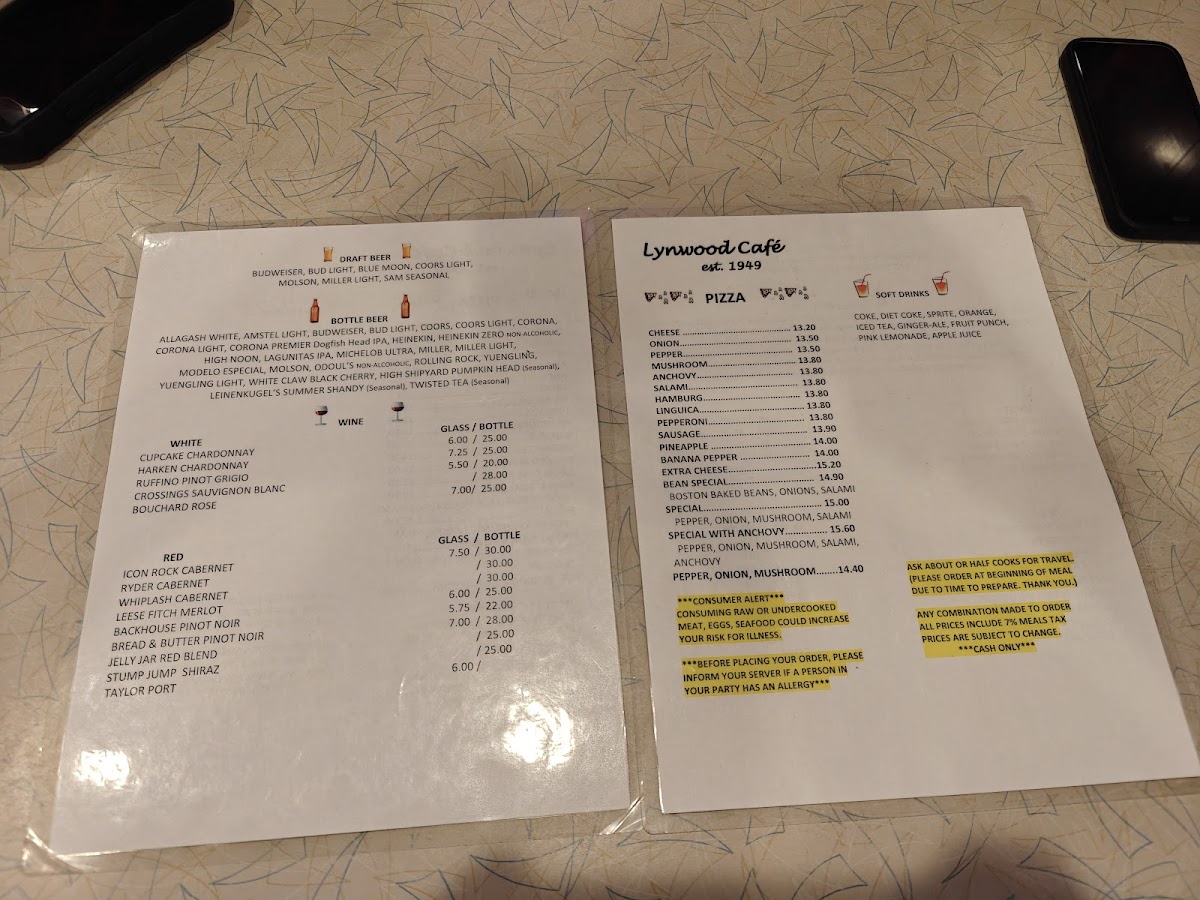 DRAFT BEER
BUDWEISER, BUD LIGHT, BLUE MOON, COORS LIGHT,
MOLSON, MILLER LIGHT, SAM SEASONAL
BOTTLE BEER
ALLAGASH WHITE, AMSTEL LIGHT, BUDWEISER, BUD LIGHT, COORS, COORS LIGHT, CORONA,
CORONA LIGHT, CORONA PREMIER Dogfish Head IPA, HEINEKIN, HEINEKIN ZERO NON-ALCOHOLIC,
HIGH NOON, LAGUNITAS IPA, MICHELOB ULTRA, MILLER, MILLER LIGHT,
MODELO ESPECIAL, MOLSON, ODOUL'S NON-ALCOHOLIC, ROLLING ROCK, YUENGLING,
YUENGLING LIGHT, WHITE CLAW BLACK CHERRY, HIGH SHIPYARD PUMPKIN HEAD (Seasonal),
LEINENKUGEL'S SUMMER SHANDY (Seasonal), TWISTED TEA (Seasonal)
WINE
WHITE GLASS / BOTTLE
CUPCAKE CHARDONNAY 6.00 / 25.00
HARKEN CHARDONNAY 7.25 / 25.00
RUFFINO PINOT GRIGIO 5.50 / 20.00
CROSSINGS SAUVIGNON BLANC / 28.00
BOUCHARD ROSE 7.00/ 25.00
RED GLASS / BOTTLE
ICON ROCK CABERNET 7.50 / 30.00
RYDER CABERNET / 30.00
WHIPLASH CABERNET / 30.00
LEESE FITCH MERLOT 6.00 / 25.00
BACKHOUSE PINOT NOIR 5.75 / 22.00
BREAD & BUTTER PINOT NOIR 7.00 / 28.00
JELLY JAR RED BLEND / 25.00
STUMP JUMP SHIRAZ / 25.00
TAYLOR PORT 6.00 /
Lynwood Café
est. 1949
PIZZA
CHEESE ........................................ 13.20
ONION........................................ 13.50
PEPPER........................................ 13.50
MUSHROOM................................ 13.80
ANCHOVY .................................. 13.80
SALAMI...................................... 13.80
HAMBURG.................................. 13.80
LINGUICA................................... 13.80
PEPPERONI................................ 13.80
SAUSAGE.................................... 13.90
PINEAPPLE ................................ 14.00
BANANA PEPPER ........................ 14.00
EXTRA CHEESE..........................15.20
BEAN SPECIAL............................ 14.90
BOSTON BAKED BEANS, ONIONS, SALAMI
SPECIAL...................................... 15.00
PEPPER, ONION, MUSHROOM, SALAMI
SPECIAL WITH ANCHOVY................ 15.60
PEPPER, ONION, MUSHROOM, SALAMI,
ANCHOVY
PEPPER, ONION, MUSHROOM........14.40
***CONSUMER ALERT***
CONSUMING RAW OR UNDERCOOKED
MEAT, EGGS, SEAFOOD COULD INCREASE
YOUR RISK FOR ILLNESS.
***BEFORE PLACING YOUR ORDER, PLEASE
INFORM YOUR SERVER IF A PERSON IN
YOUR PARTY HAS AN ALLERGY***
SOFT DRINKS
COKE, DIET COKE, SPRITE, ORANGE,
ICED TEA, GINGER-ALE, FRUIT PUNCH,
PINK LEMONADE, APPLE JUICE
ASK ABOUT OR HALF COOKS FOR TRAVEL.
(PLEASE ORDER AT BEGINNING OF MEAL
DUE TO TIME TO PREPARE. THANK YOU.)
ANY COMBINATION MADE TO ORDER
ALL PRICES INCLUDE 7% MEALS TAX
PRICES ARE SUBJECT TO CHANGE.
***CASH ONLY***